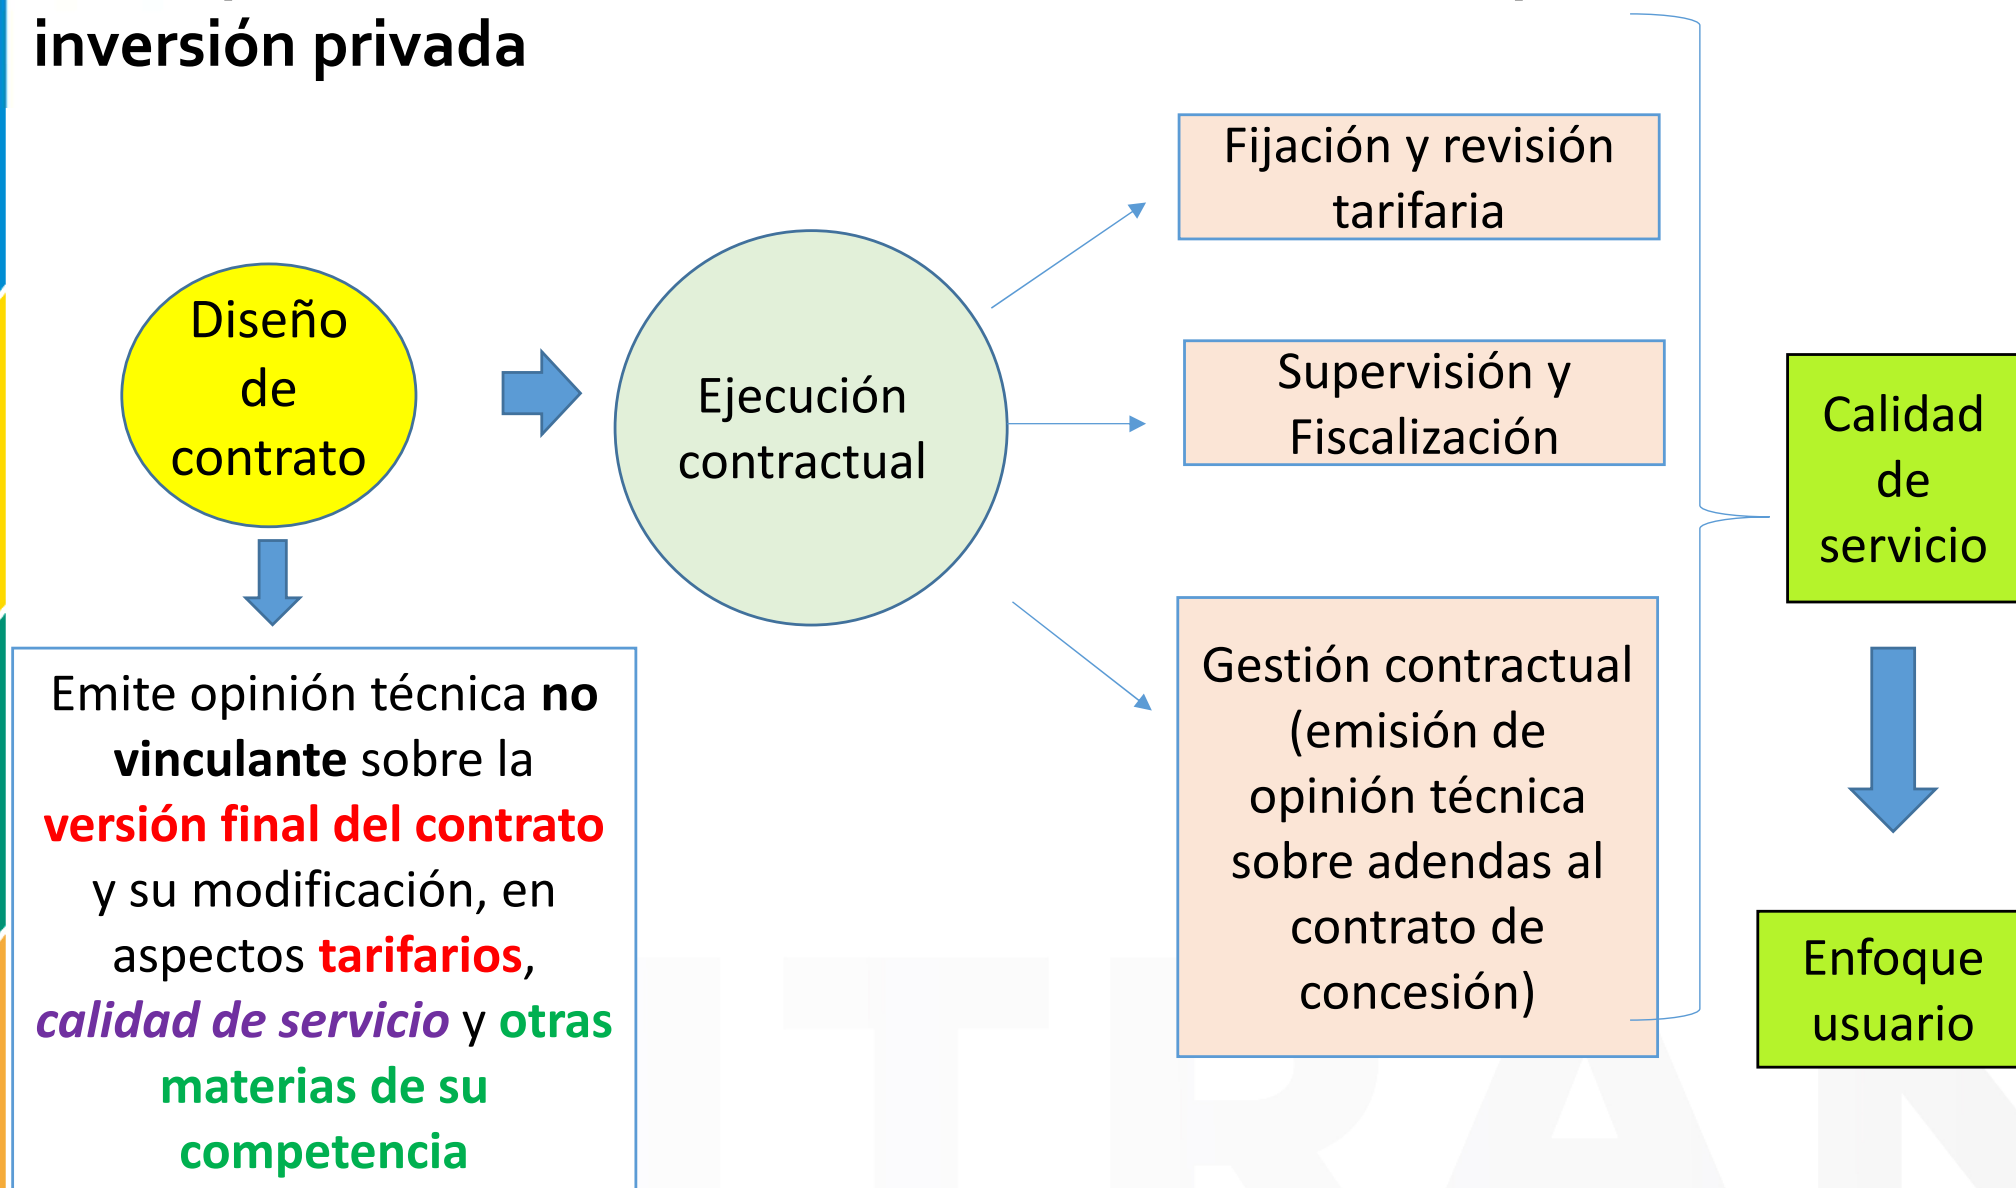 inversión privada
Diseño
de
contrato
Emite opinión técnica no
vinculante sobre la
versión final del contrato
y su modificación, en
aspectos tarifarios,
calidad de servicio y otras
materias de su
competencia
Ejecución
contractual
Fijación y revisión
tarifaria
Supervisión y
Fiscalización
Gestión contractual
(emisión de
opinión técnica
sobre adendas al
contrato de
concesión)
Calidad
de
servicio
Enfoque
usuario